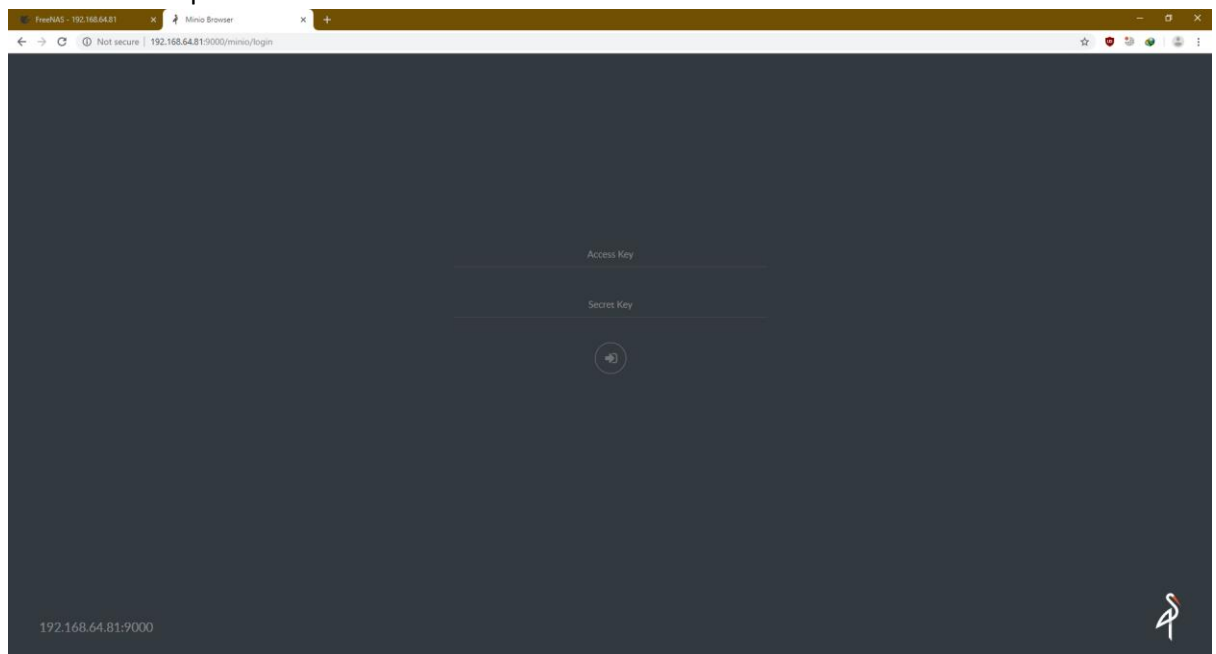 FreeNAS - 192.168.64.81
Minio Browser
Not secure | 192.168.64.81:9000/minio/login
Access Key
Secret Key
192.168.64.81:9000